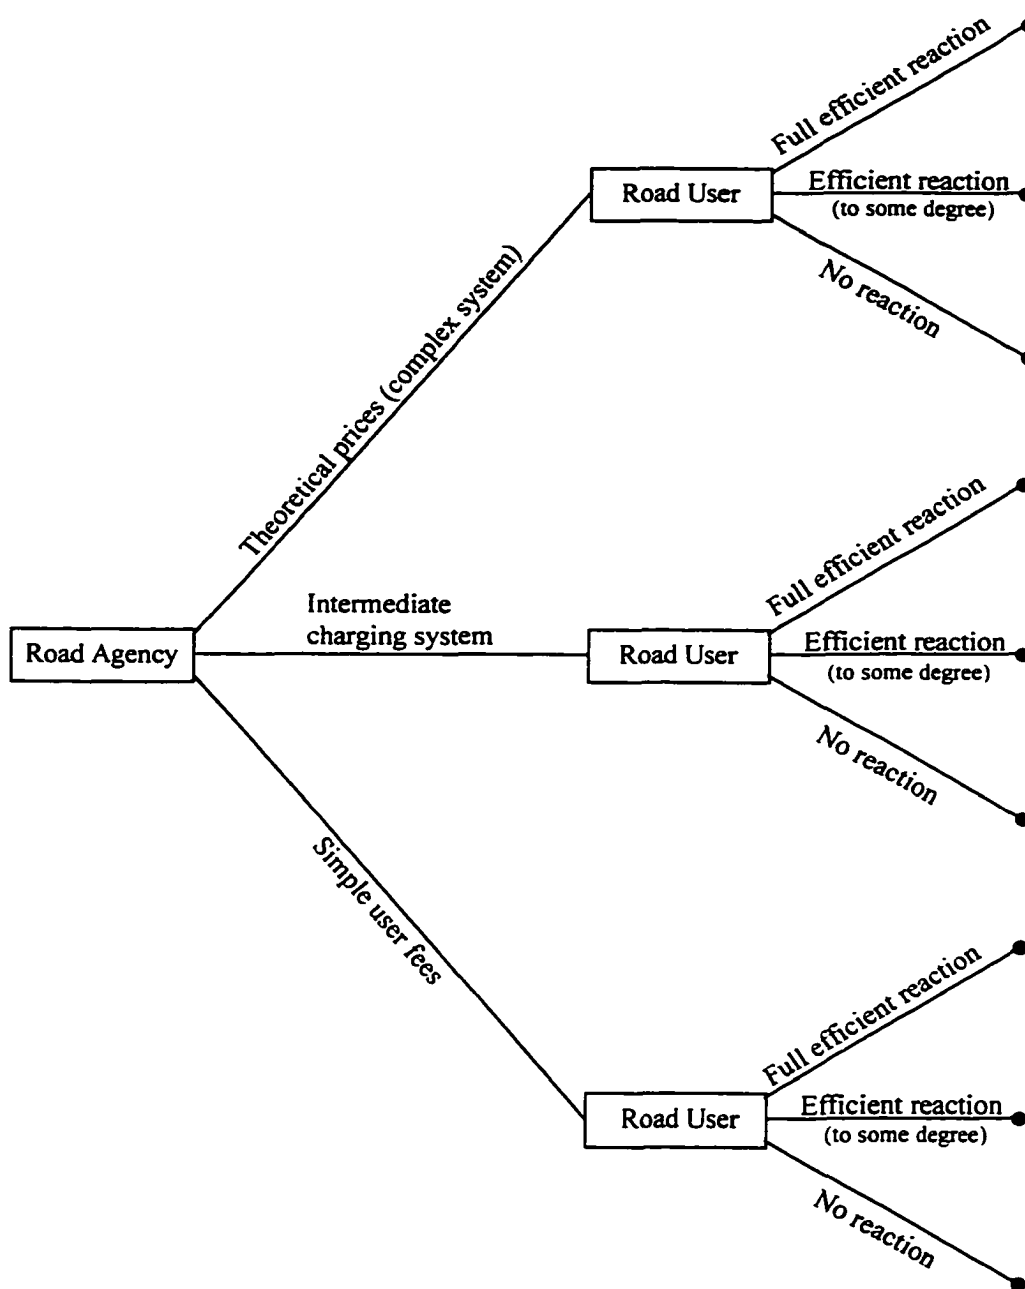 Full efficient reaction
Road User
Efficient reaction
(to some degree)
No reaction
Theoretical prices (complex system)
Full efficient reaction
Intermediate
charging system
Road Agency
Road User
Efficient reaction
(to some degree)
No reaction
Simple user fees
Full efficient reaction
Road User
Efficient reaction
(to some degree)
No reaction